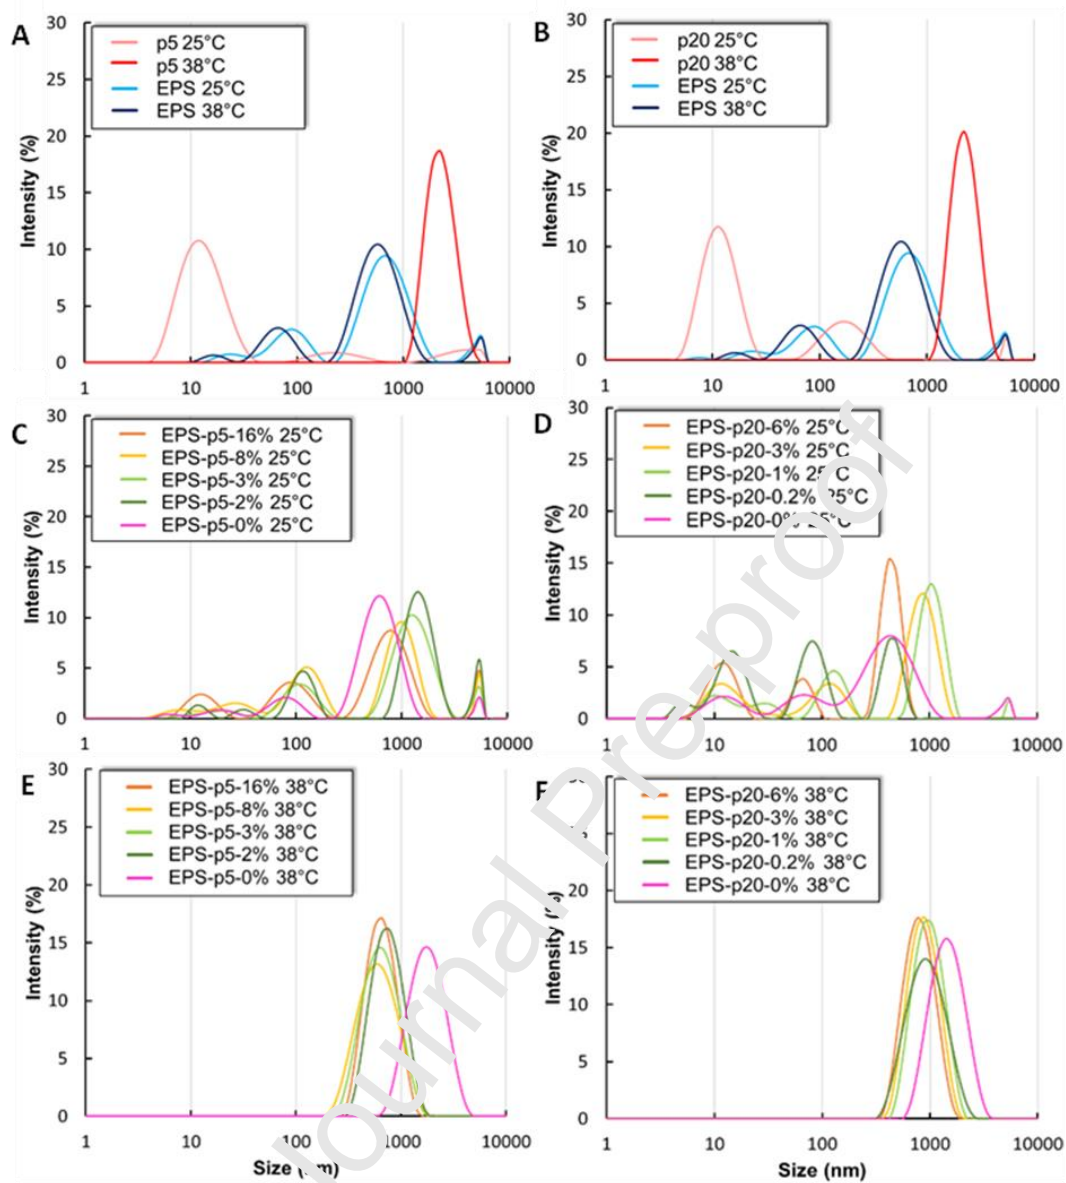 A
p5 25°C
p5 38°C
EPS 25°C
EPS 38°C
Intensity (%)
30
25
20
15
10
5
0
1 10 100 1000 10000
B
p20 25°C
p20 38°C
EPS 25°C
EPS 38°C
Intensity (%)
30
25
20
15
10
5
0
1 10 100 1000 10000
C
EPS-p5-16% 25°C
EPS-p5-8% 25°C
EPS-p5-3% 25°C
EPS-p5-2% 25°C
EPS-p5-0% 25°C
Intensity (%)
30
25
20
15
10
5
0
1 10 100 1000 10000
D
EPS-p20-6% 25°C
EPS-p20-3% 25°C
EPS-p20-1% 25°C
EPS-p20-0.2% 25°C
EPS-p20-0% 25°C
Intensity (%)
30
25
20
15
10
5
0
1 10 100 1000 10000
E
EPS-p5-16% 38°C
EPS-p5-8% 38°C
EPS-p5-3% 38°C
EPS-p5-2% 38°C
EPS-p5-0% 38°C
Intensity (%)
30
25
20
15
10
5
0
1 10 100 1000 10000
Size (nm)
EPS-p20-6% 38°C
EPS-p20-3% 38°C
EPS-p20-1% 38°C
EPS-p20-0.2% 38°C
EPS-p20-0% 38°C
Intensity (%)
20
15
10
5
0
1 10 100 1000 10000
Size (nm)
Journal Pre-proof